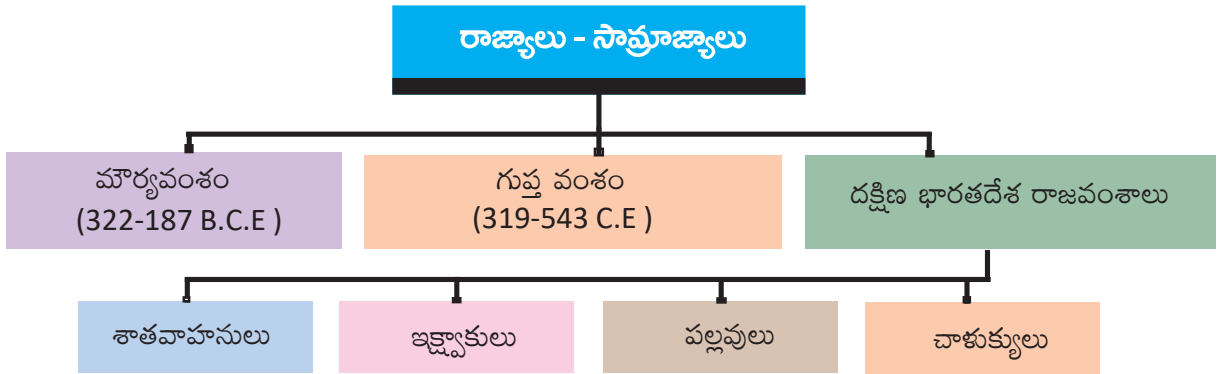 రాజ్యాలు - సామ్రాజ్యాలు
మౌర్యవంశం
(322-187 B.C.E )
గుప్త వంశం
(319-543 C.E )
దక్షిణ భారతదేశ రాజవంశాలు
శాతవాహనులు
ఇక్ష్వాకులు
పల్లవులు
చాళుక్యులు